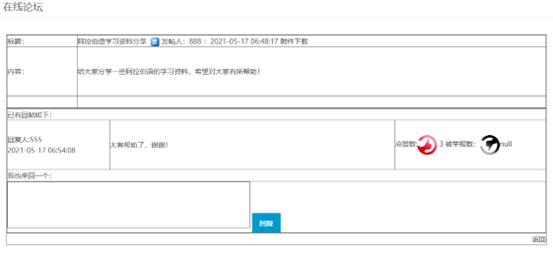 在线论坛
标题： 阿拉伯语学习资料分享 发帖人：888 ：2021-05-17 06:48:17 附件下载
内容： 给大家分享一些阿拉伯语的学习资料，希望对大家有所帮助！
已有回帖如下：
回复人:555
2021-05-17 06:54:08
太有帮助了，谢谢！
点赞数: 3 被举报数: null
我也来回一个：
回复
返回